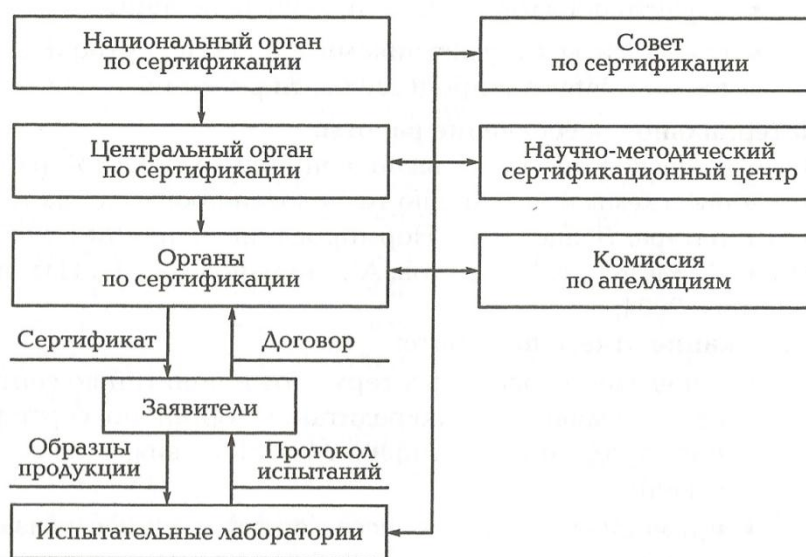 Национальный орган
по сертификации
Совет
по сертификации
Центральный орган
по сертификации
Научно-методический
сертификационный центр
Органы
по сертификации
Комиссия
по апелляциям
Сертификат
Договор
Заявители
Образцы
продукции
Протокол
испытаний
Испытательные лаборатории